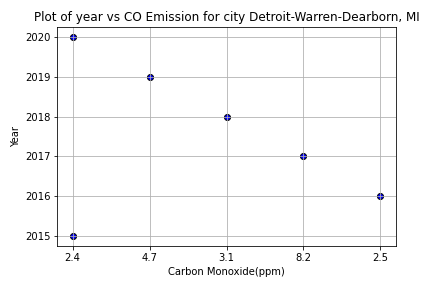 Plot of year vs CO Emission for city Detroit-Warren-Dearborn, MI
2020
2019
2018
2017
2016
2015
Year
2.4 4.7 3.1 8.2 2.5
Carbon Monoxide(ppm)